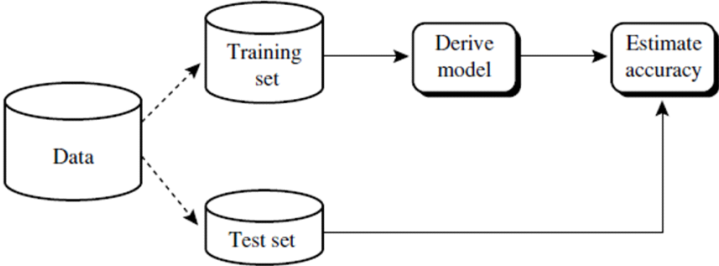 Training
set
Derive
model
Estimate
accuracy
Data
Test set